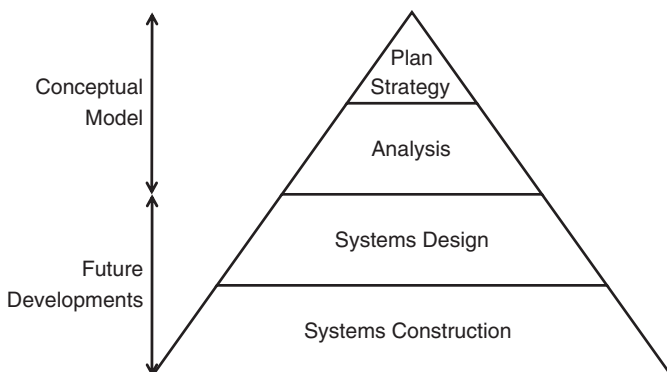 Plan
Strategy
Conceptual
Model
Analysis
Systems Design
Future
Developments
Systems Construction